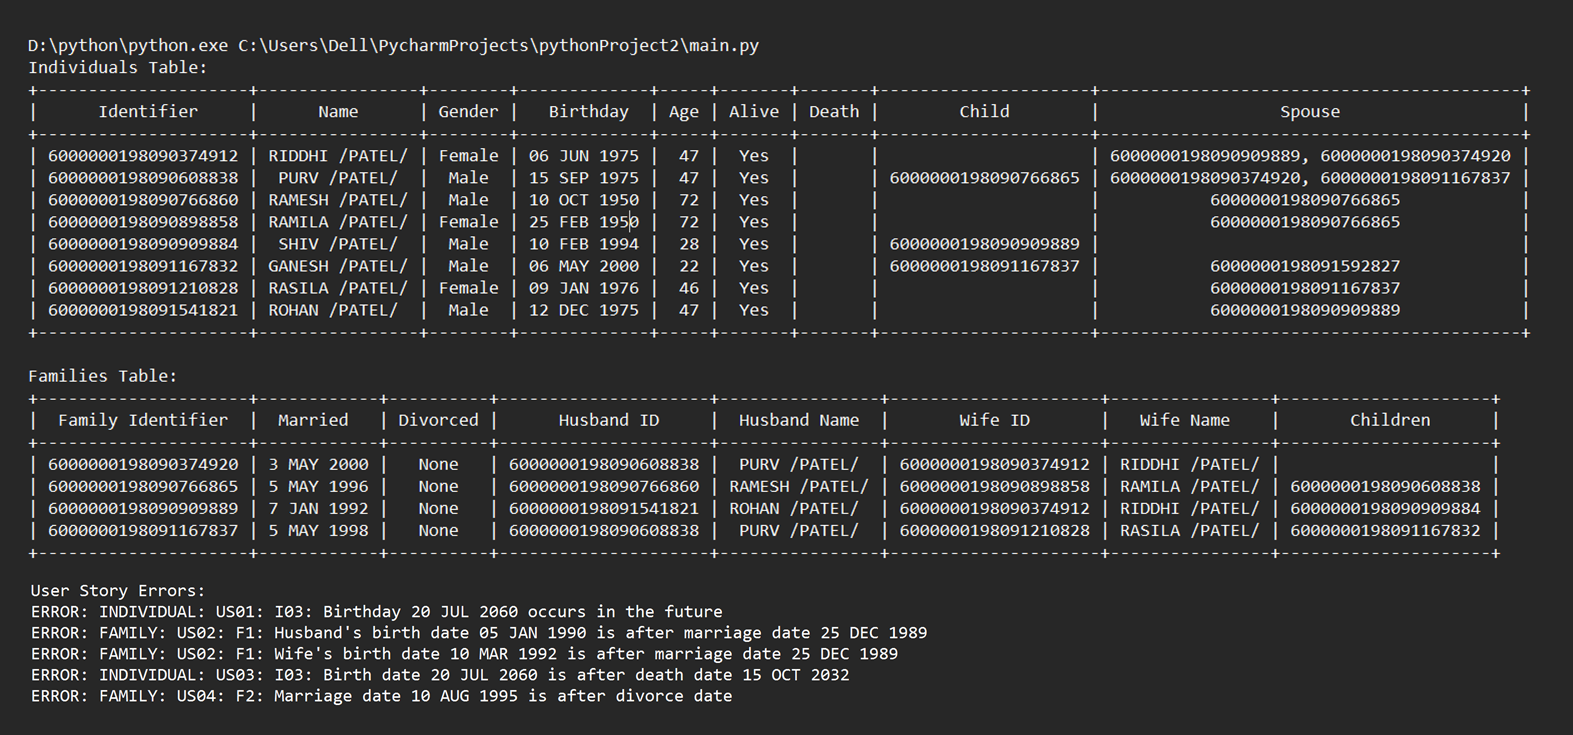 D:\python\python.exe C:\Users\Dell\PycharmProjects\pythonProject2\main.py
Individuals Table:
+----------------------+----------------+--------+-------------+-----+-------+-------+----------------------+------------------------------------------+
|      Identifier      |      Name      | Gender |   Birthday  | Age | Alive | Death |        Child         |                  Spouse                  |
+----------------------+----------------+--------+-------------+-----+-------+-------+----------------------+------------------------------------------+
| 6000000198090374912 | RIDDHI /PATEL/ | Female | 06 JUN 1975 |  47 |  Yes  |       |                     | 6000000198090909889, 6000000198090374920 |
| 6000000198090608838 |  PURV /PATEL/  |  Male  | 15 SEP 1975 |  47 |  Yes  |       | 6000000198090766865 | 6000000198090374920, 6000000198091167837 |
| 6000000198090766860 | RAMESH /PATEL/ |  Male  | 10 OCT 1950 |  72 |  Yes  |       |                     |           6000000198090766865            |
| 6000000198090898858 | RAMILA /PATEL/ | Female | 25 FEB 1950 |  72 |  Yes  |       |                     |           6000000198090766865            |
| 6000000198090909884 |  SHIV /PATEL/  |  Male  | 10 FEB 1994 |  28 |  Yes  |       | 6000000198090909889 |                                          |
| 6000000198091167832 | GANESH /PATEL/ |  Male  | 06 MAY 2000 |  22 |  Yes  |       | 6000000198091167837 |           6000000198091592827            |
| 6000000198091210828 | RASILA /PATEL/ | Female | 09 JAN 1976 |  46 |  Yes  |       |                     |           6000000198091167837            |
| 6000000198091541821 | ROHAN /PATEL/  |  Male  | 12 DEC 1975 |  47 |  Yes  |       |                     |           6000000198090909889            |
+----------------------+----------------+--------+-------------+-----+-------+-------+----------------------+------------------------------------------+
Families Table:
+---------------------+------------+----------+---------------------+----------------+---------------------+----------------+---------------------+
|  Family Identifier  |  Married   | Divorced |      Husband ID     |  Husband Name  |       Wife ID       |   Wife Name    |       Children      |
+---------------------+------------+----------+---------------------+----------------+---------------------+----------------+---------------------+
| 6000000198090374920 | 3 MAY 2000 |   None   | 6000000198090608838 |  PURV /PATEL/  | 6000000198090374912 | RIDDHI /PATEL/ |                     |
| 6000000198090766865 | 5 MAY 1996 |   None   | 6000000198090766860 | RAMESH /PATEL/ | 6000000198090898858 | RAMILA /PATEL/ | 6000000198090608838 |
| 6000000198090909889 | 7 JAN 1992 |   None   | 6000000198091541821 | ROHAN /PATEL/  | 6000000198090374912 | RIDDHI /PATEL/ | 6000000198090909884 |
| 6000000198091167837 | 5 MAY 1998 |   None   | 6000000198090608838 |  PURV /PATEL/  | 6000000198091210828 | RASILA /PATEL/ | 6000000198091167832 |
+---------------------+------------+----------+---------------------+----------------+---------------------+----------------+---------------------+
User Story Errors:
ERROR: INDIVIDUAL: US01: I03: Birthday 20 JUL 2060 occurs in the future
ERROR: FAMILY: US02: F1: Husband's birth date 05 JAN 1990 is after marriage date 25 DEC 1989
ERROR: FAMILY: US02: F1: Wife's birth date 10 MAR 1992 is after marriage date 25 DEC 1989
ERROR: INDIVIDUAL: US03: I03: Birth date 20 JUL 2060 is after death date 15 OCT 2032
ERROR: FAMILY: US04: F2: Marriage date 10 AUG 1995 is after divorce date